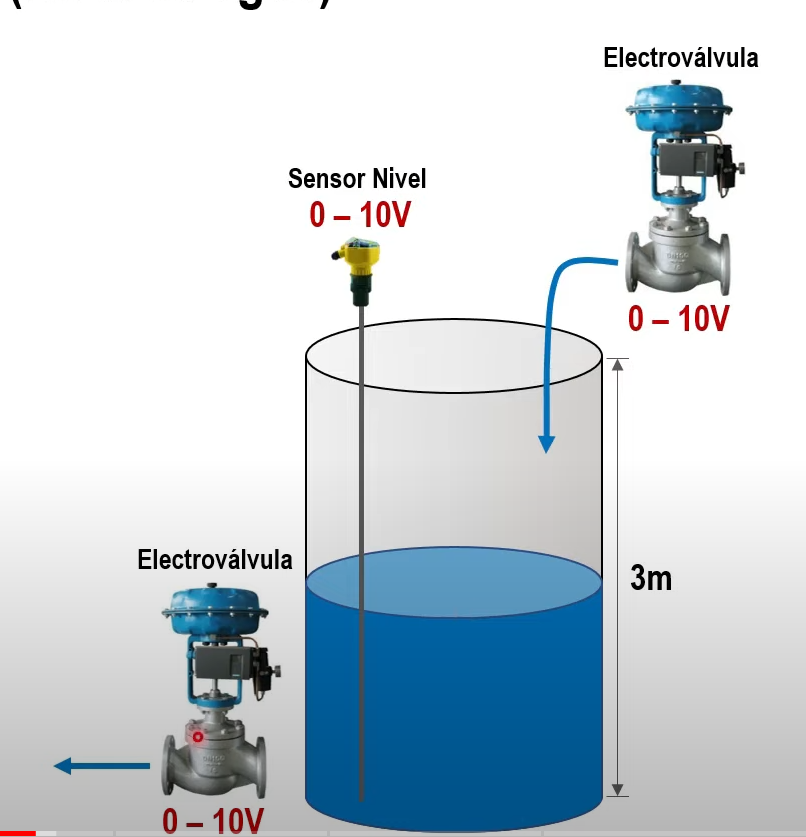 Electroválvula
Sensor Nivel
0 – 10V
0 – 10V
Electroválvula
3m
0 – 10V